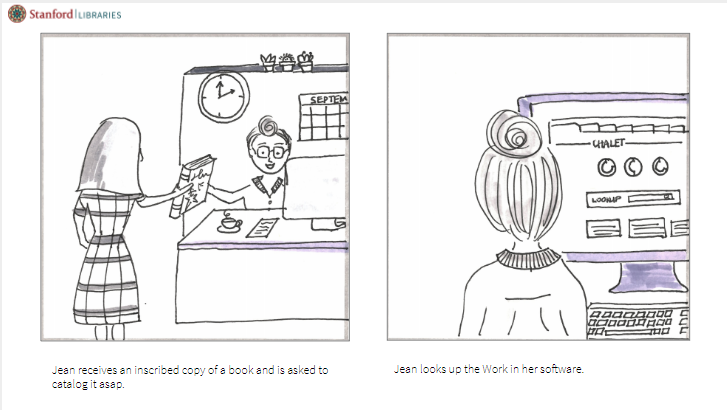 Stanford LIBRARIES
SEPTEM
CHALET
LOOKUP
Jean receives an inscribed copy of a book and is asked to
catalog it asap.
Jean looks up the Work in her software.